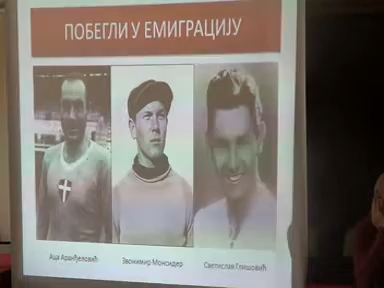 ПОБЕГЛИ У ЕМИГРАЦИЈУ
Аца Аранђеловић
Звонимир Монсидер
Светислав Глишовић